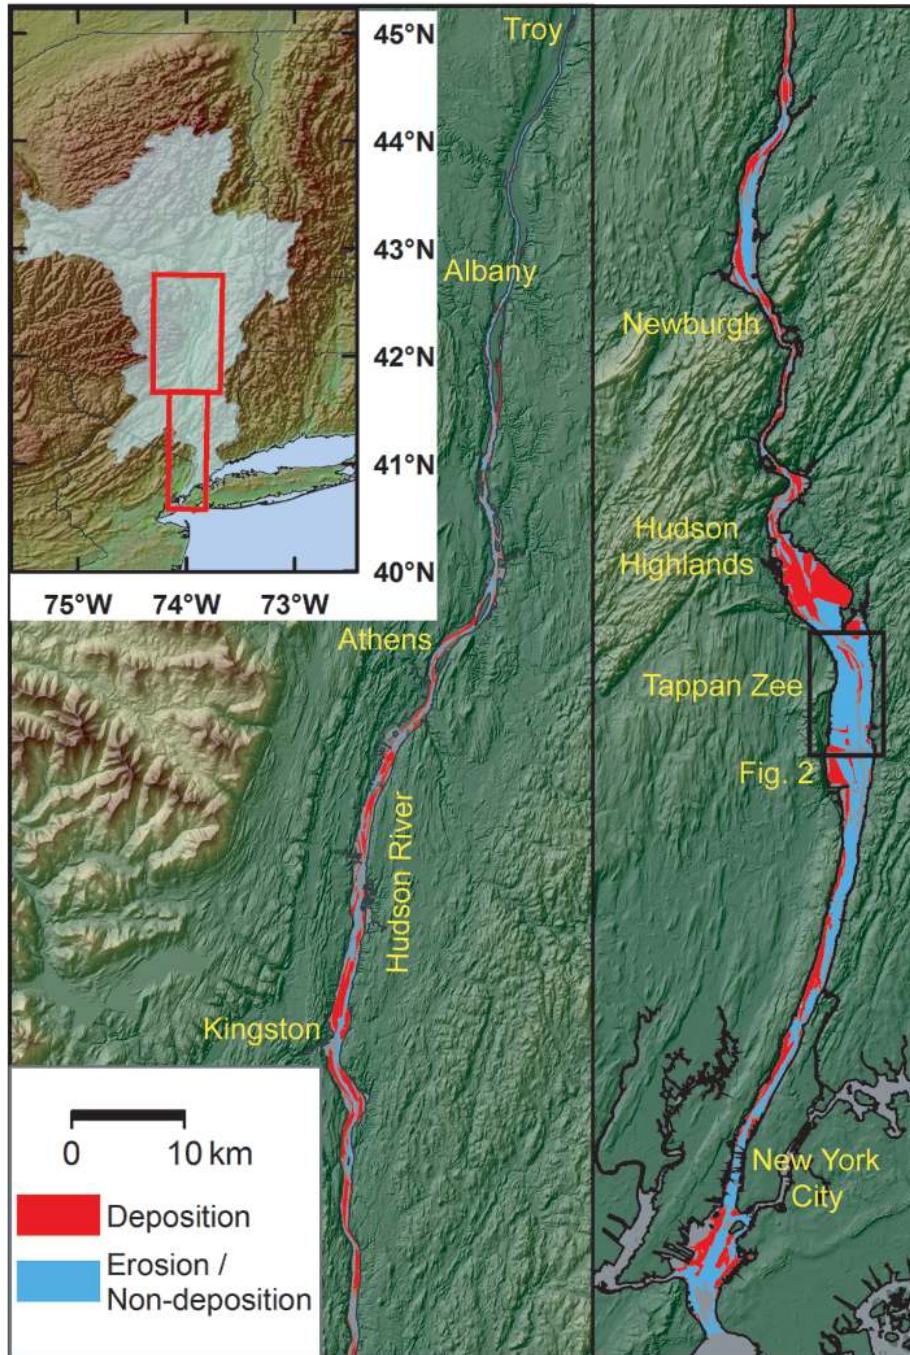 45°N
44°N
43°N
42°N
41°N
40°N
75°W 74°W 73°W
Troy
Albany
Athens
Hudson River
Kingston
0 10 km
Deposition
Erosion /
Non-deposition
Newburgh
Hudson
Highlands
Tappan Zee
Fig. 2
New York
City